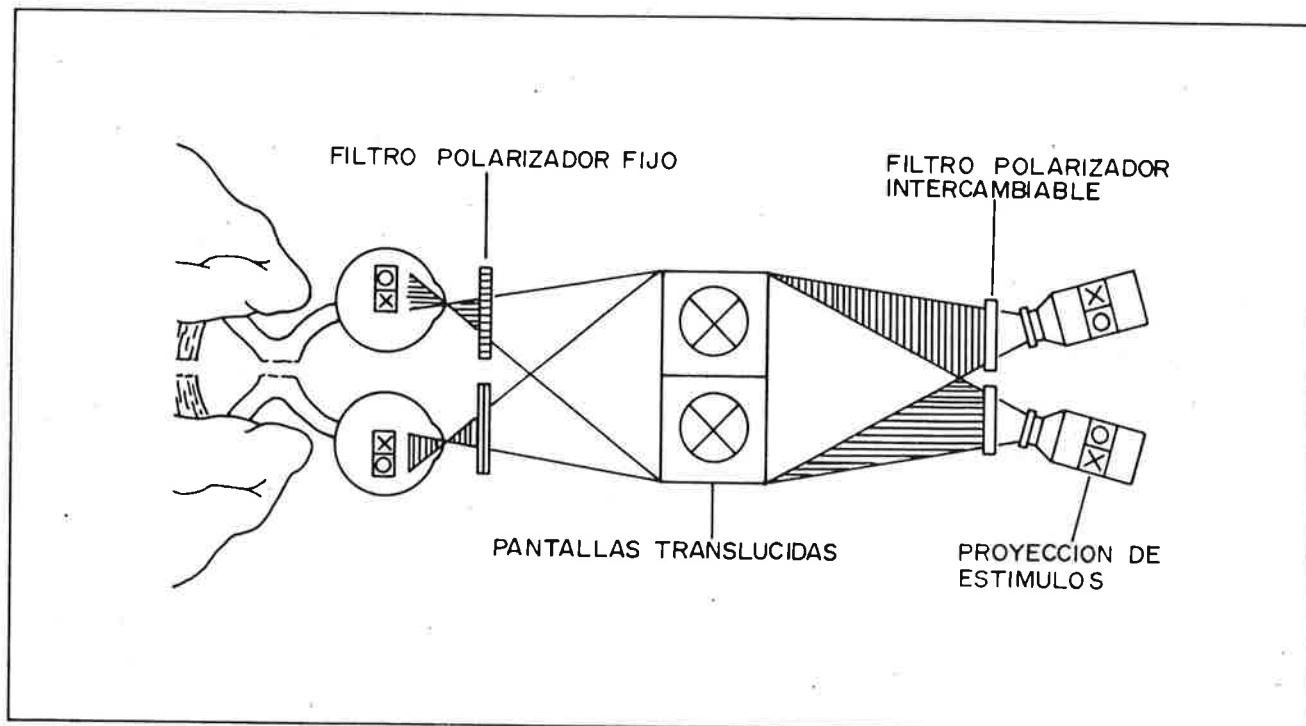 FILTRO POLARIZADOR FIJO
FILTRO POLARIZADOR
INTERCAMBIABLE
PANTALLAS TRANSLUCIDAS
PROYECCION DE
ESTIMULOS